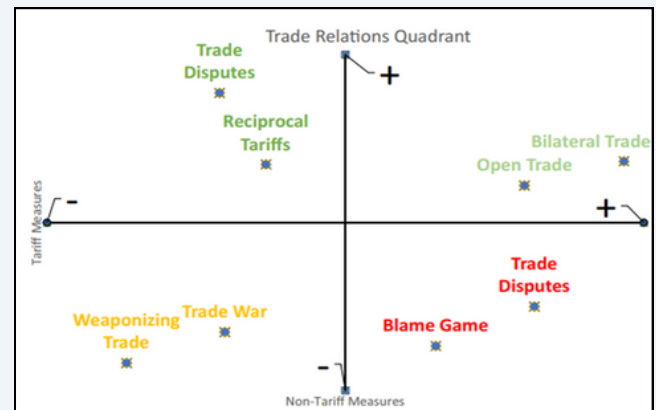 Trade Relations Quadrant
Trade
Disputes
+
Reciprocal
Tariffs
Bilateral Trade
Open Trade
-
+
Tariff Measures
Trade
Disputes
Weaponizing
Trade
Trade War
Blame Game
-
Non-Tariff Measures